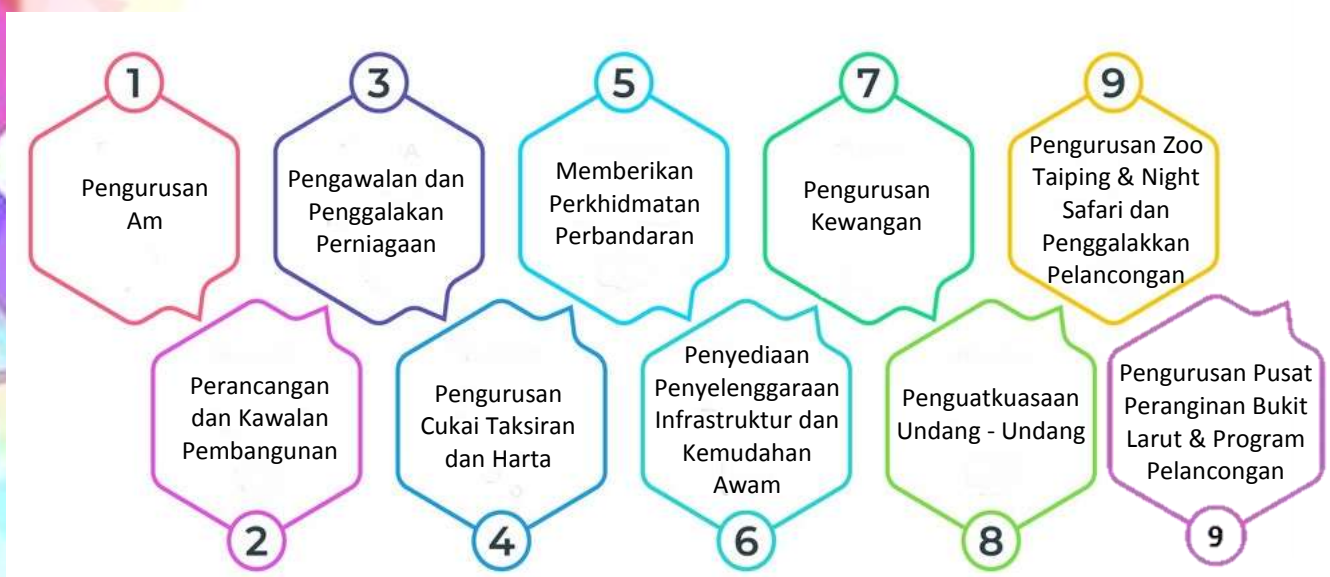 1
Pengurusan
Am
2
Perancangan
dan Kawalan
Pembangunan
3
Pengawalan dan
Penggalakan
Perniagaan
4
Pengurusan
Cukai Taksiran
dan Harta
5
Memberikan
Perkhidmatan
Perbandaran
6
Penyediaan
Penyelenggaraan
Infrastruktur dan
Kemudahan
Awam
7
Pengurusan
Kewangan
8
Penguatkuasaan
Undang - Undang
9
Pengurusan Zoo
Taiping & Night
Safari dan
Penggalakkan
Pelancongan
9
Pengurusan Pusat
Peranginan Bukit
Larut & Program
Pelancongan